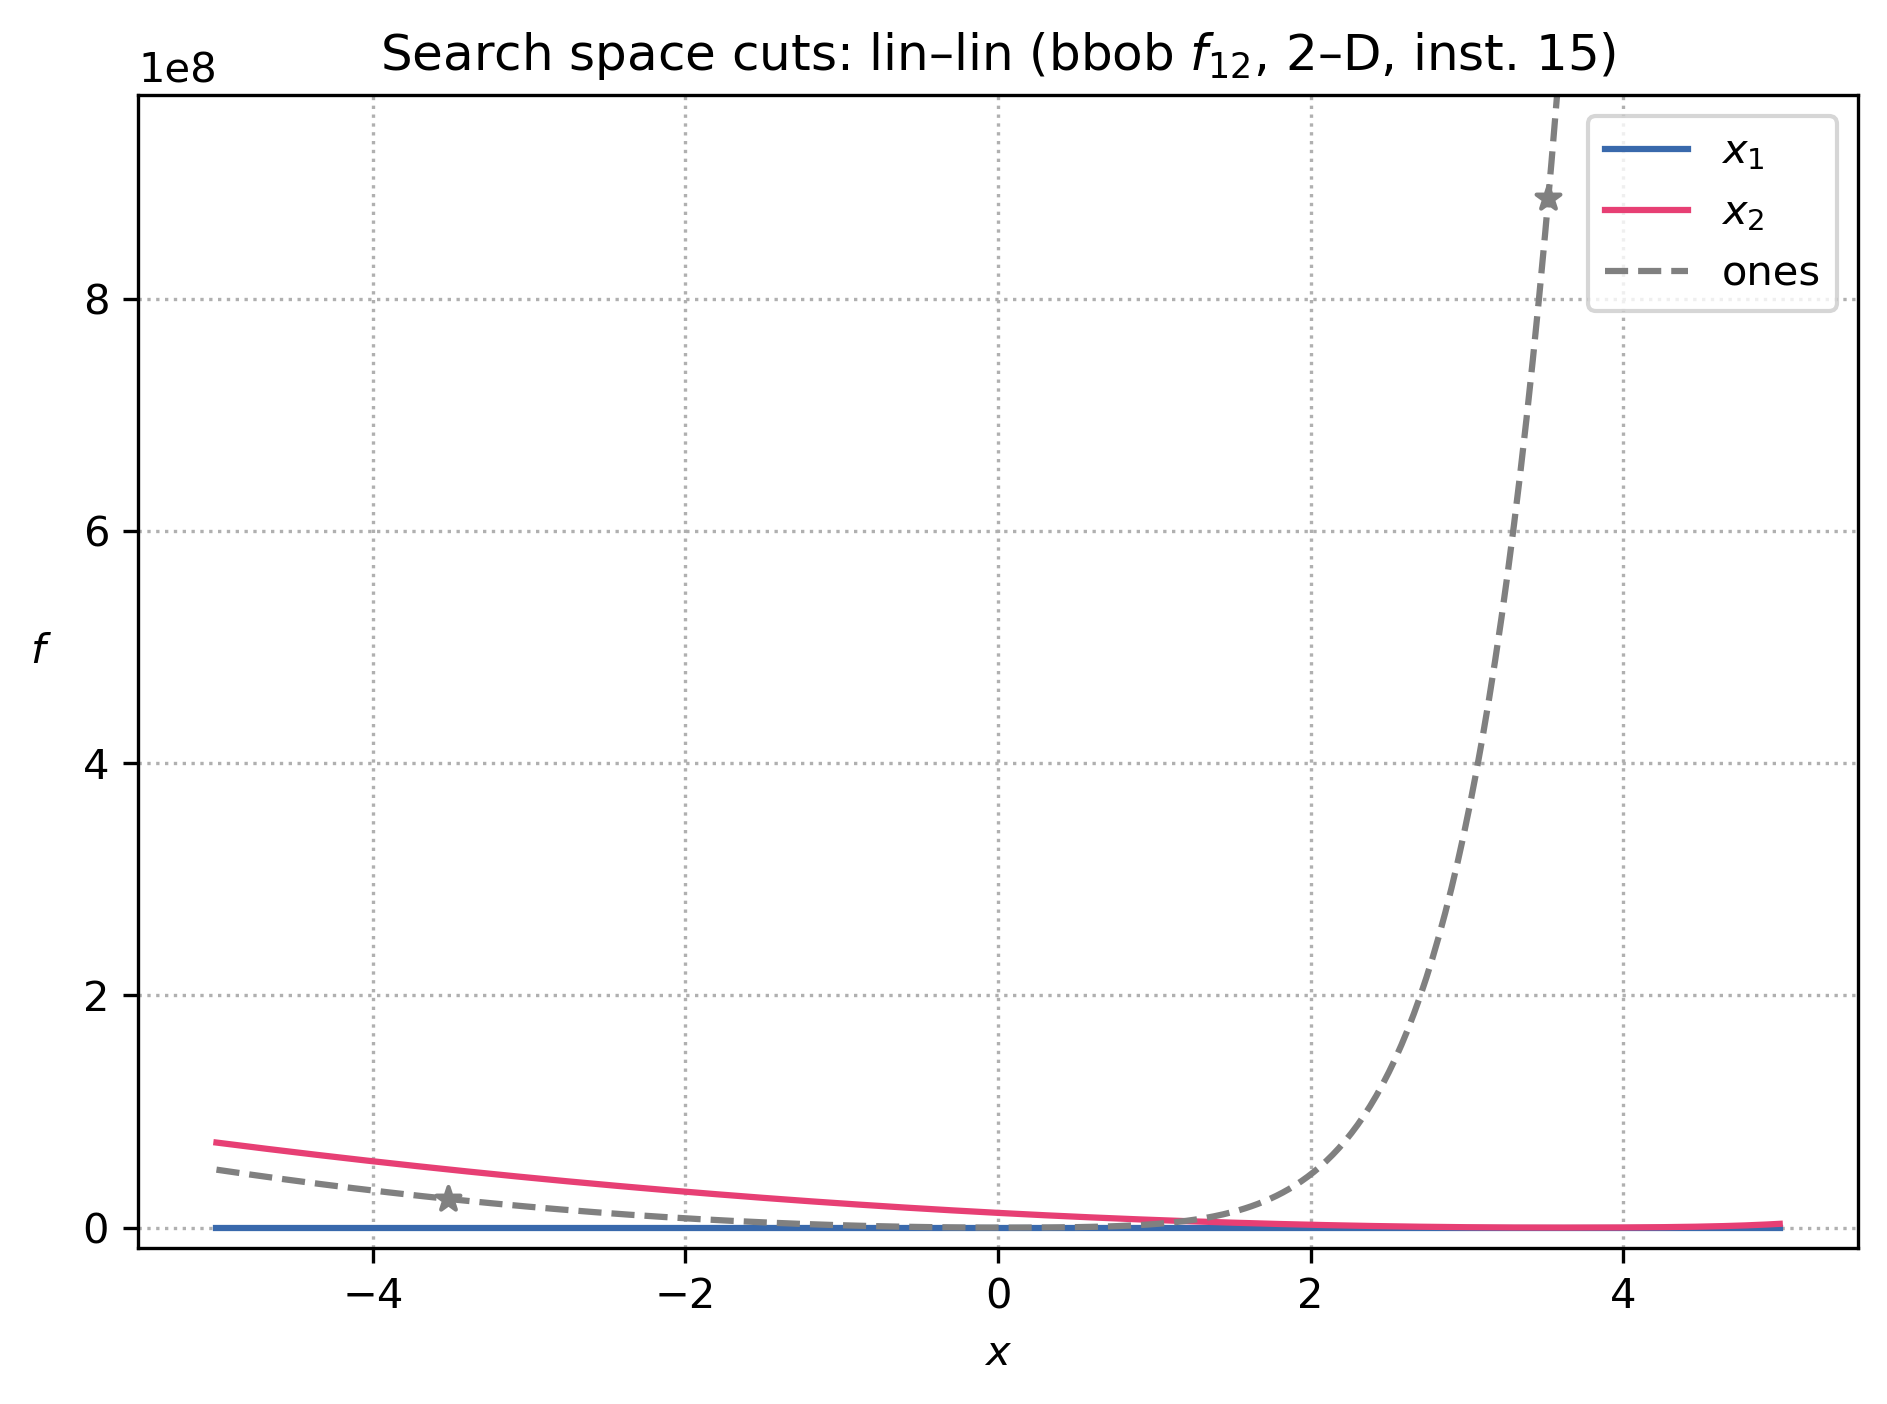 Search space cuts: lin–lin (bbob f12, 2–D, inst. 15)
1e8
x1
x2
ones
8
6
4
2
0
f
−4 −2 0 2 4
x